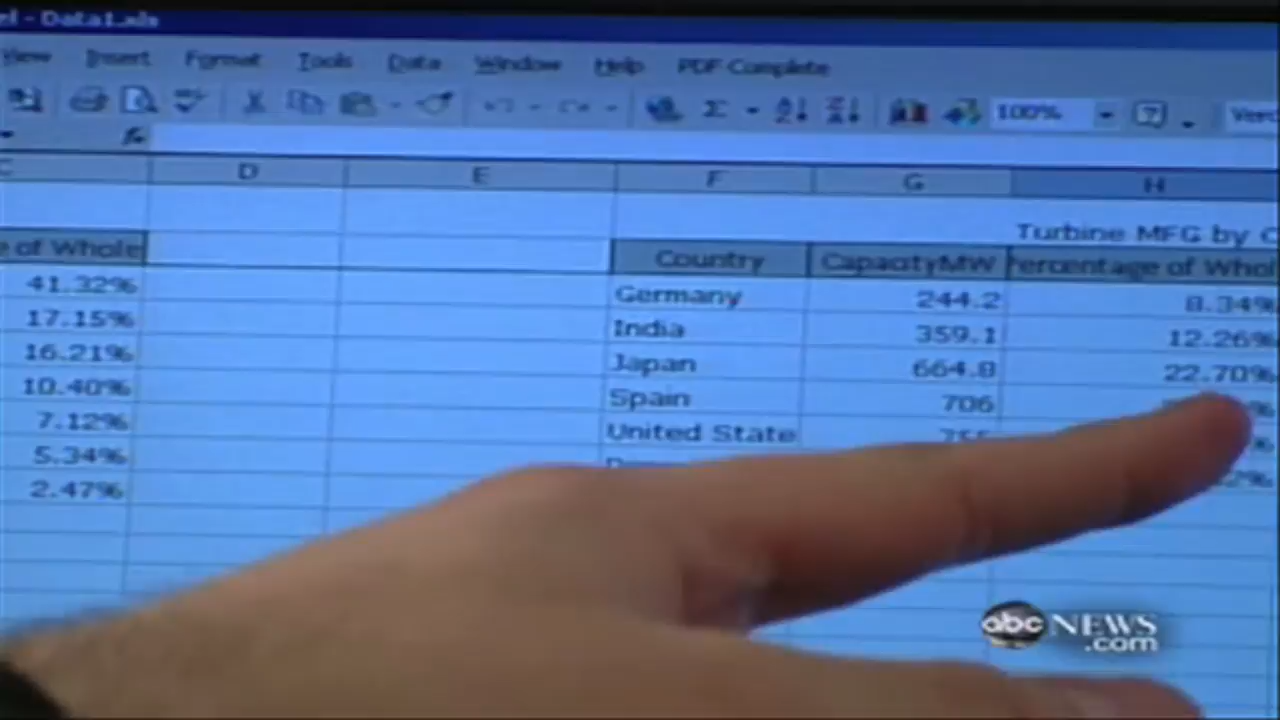 el - Data1.xls
View Insert Format Tools Data Window Help PDF Complete
Σ 100% ?
fx
C D E F G H
Turbine MFG by C
e of Whole Country CapacityMW Percentage of Whol
41.32% Germany 244.2 8.34%
17.15% India 359.1 12.26%
16.21% Japan 664.8 22.70%
10.40% Spain 706
7.12% United State
5.34%
2.47%
abc NEWS
.com